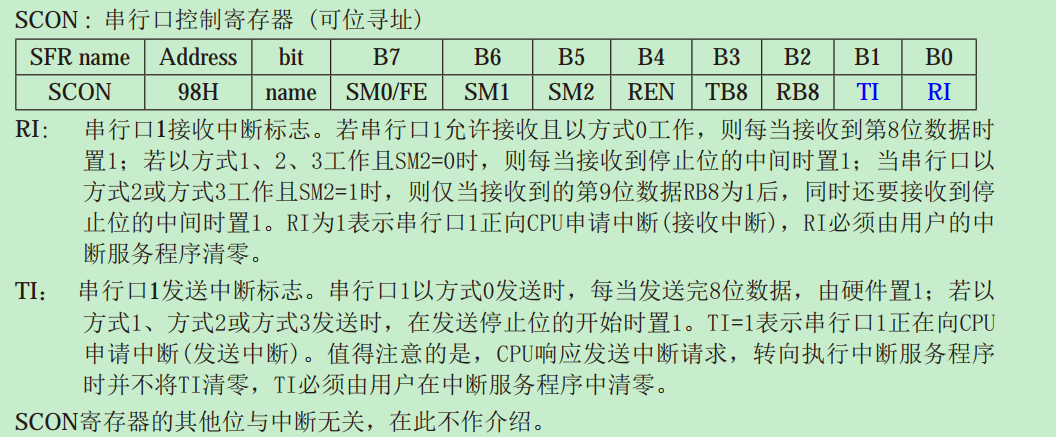 SCON : 串行口控制寄存器 (可位寻址)
SFR name Address bit B7 B6 B5 B4 B3 B2 B1 B0
SCON 98H name SM0/FE SM1 SM2 REN TB8 RB8 TI RI
RI: 串行口1接收中断标志。若串行口1允许接收且以方式0工作，则每当接收到第8位数据时
置1；若以方式1、2、3工作且SM2=0时，则每当接收到停止位的中间时置1；当串行口以
方式2或方式3工作且SM2=1时，则仅当接收到的第9位数据RB8为1后，同时还要接收到停
止位的中间时置1。RI为1表示串行口1正向CPU申请中断(接收中断)，RI必须由用户的中
断服务程序清零。
TI： 串行口1发送中断标志。串行口1以方式0发送时，每当发送完8位数据，由硬件置1；若以
方式1、方式2或方式3发送时，在发送停止位的开始时置1。TI=1表示串行口1正在向CPU
申请中断(发送中断)。值得注意的是，CPU响应发送中断请求，转向执行中断服务程序
时并不将TI清零，TI必须由用户在中断服务程序中清零。
SCON寄存器的其他位与中断无关，在此不作介绍。